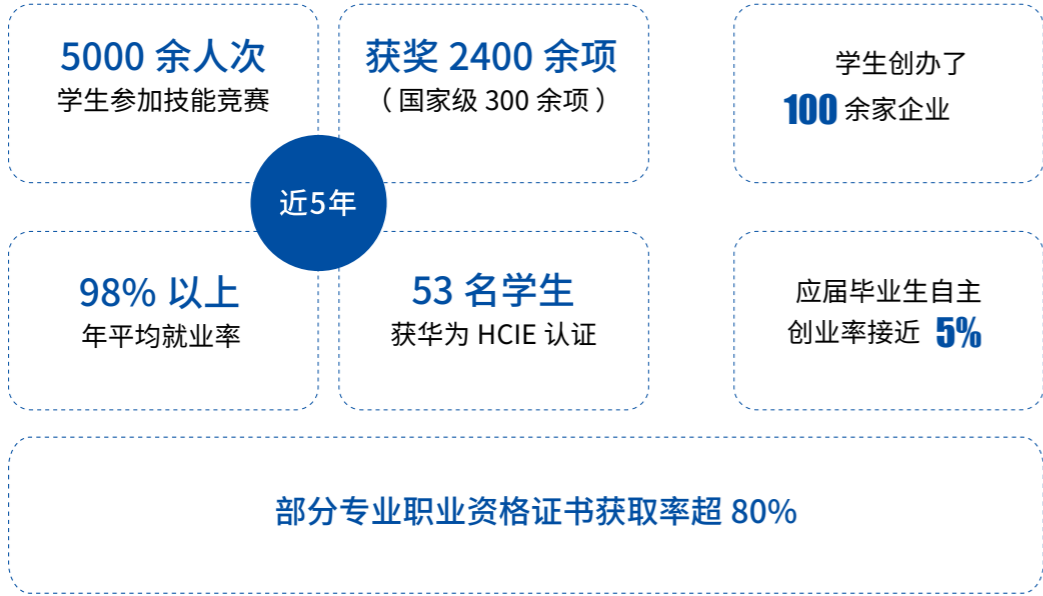 5000 余人次
学生参加技能竞赛
获奖 2400 余项
（ 国家级 300 余项 ）
学生创办了
100 余家企业
近5年
98% 以上
年平均就业率
53 名学生
获华为 HCIE 认证
应届毕业生自主
创业率接近 5%
部分专业职业资格证书获取率超 80%